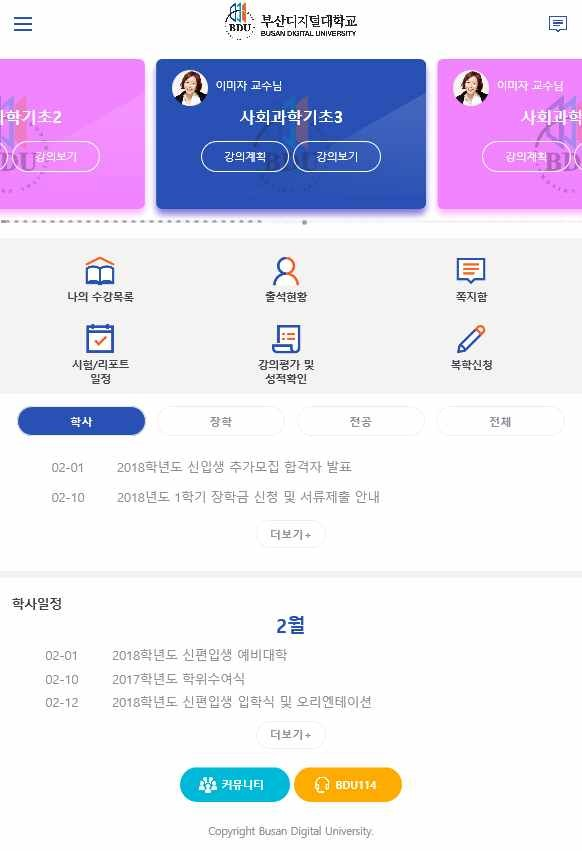 BDU 부산디지털대학교
BUSAN DIGITAL UNIVERSITY
이미자 교수님
이미자 교수님
학기초2
사회과학기초3
사회과학
강의보기
강의계획
강의보기
강의계획
나의 수강목록
출석현황
쪽지함
시험/리포트
일정
강의평가 및
성적확인
복학신청
학사
장학
전공
전체
02-01 2018학년도 신입생 추가모집 합격자 발표
02-10 2018년도 1학기 장학금 신청 및 서류제출 안내
더보기+
학사일정
2월
02-01 2018학년도 신편입생 예비대학
02-10 2017학년도 학위수여식
02-12 2018학년도 신편입생 입학식 및 오리엔테이션
더보기+
커뮤니티
BDU114
Copyright Busan Digital University.